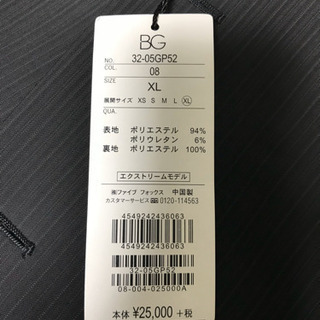 BG
NO. 32-05GP52
COL. 08
SIZE XL
展開サイズ XS S M L XL
QUA.
表地 ポリエステル 94%
ポリウレタン 6%
裏地 ポリエステル 100%
エクストリームモデル
㈱ファイブ フォックス 中国製
カスタマーサービス 0120-114563
4549242436063
4549242436063
32-05GP52
08-004-025000A
本体 ¥25,000 +税